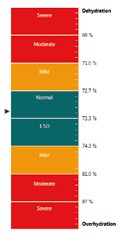 Dehydration
Severe
69 %
Moderate
71.0 %
Mild
72.7 %
Normal
73.3 %
1 SD
74.3 %
Mild
81.0 %
Moderate
87 %
Severe
Overhydration